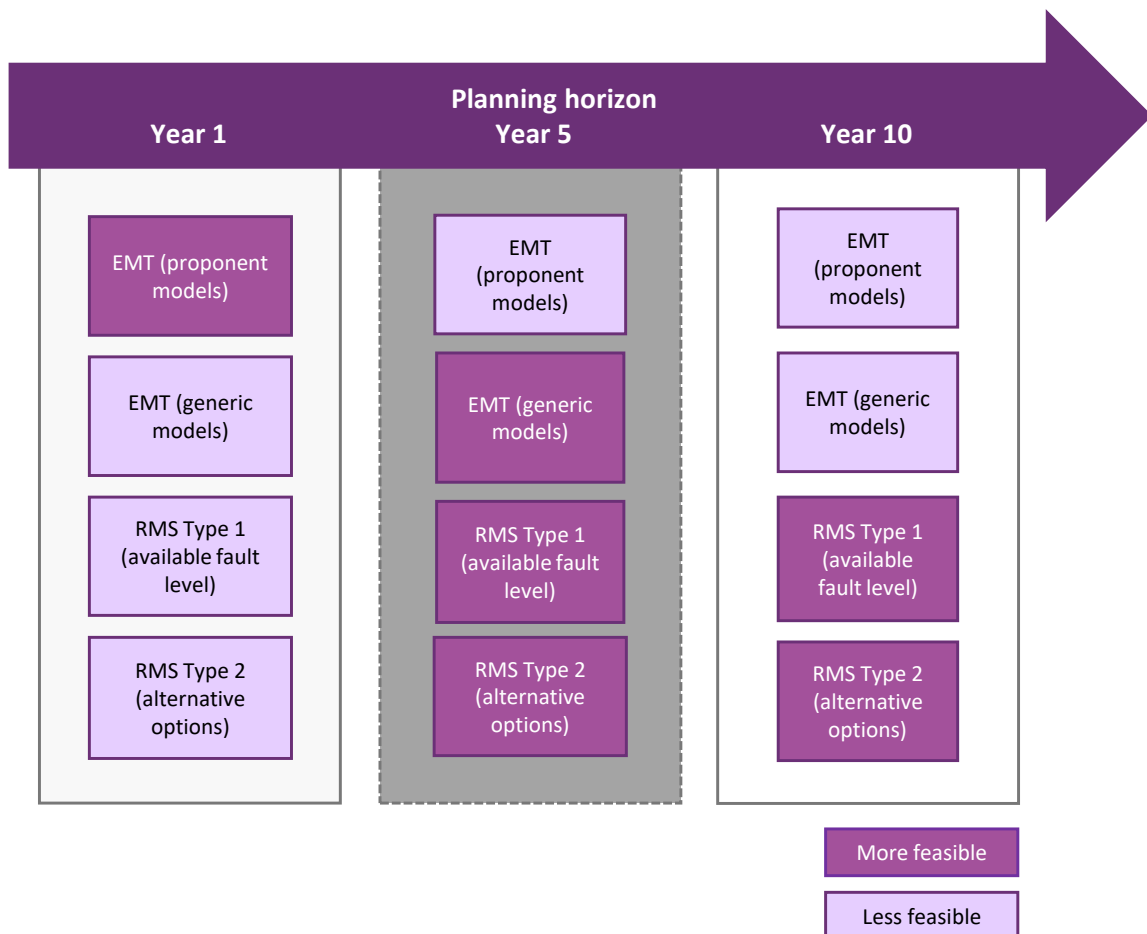 Planning horizon
Year 1
Year 5
Year 10
EMT (proponent
models)
EMT (generic
models)
RMS Type 1
(available fault
level)
RMS Type 2
(alternative
options)
EMT
(proponent
models)
EMT (generic
models)
RMS Type 1
(available fault
level)
RMS Type 2
(alternative
options)
EMT
(proponent
models)
EMT (generic
models)
RMS Type 1
(available
fault level)
RMS Type 2
(alternative
options)
More feasible
Less feasible